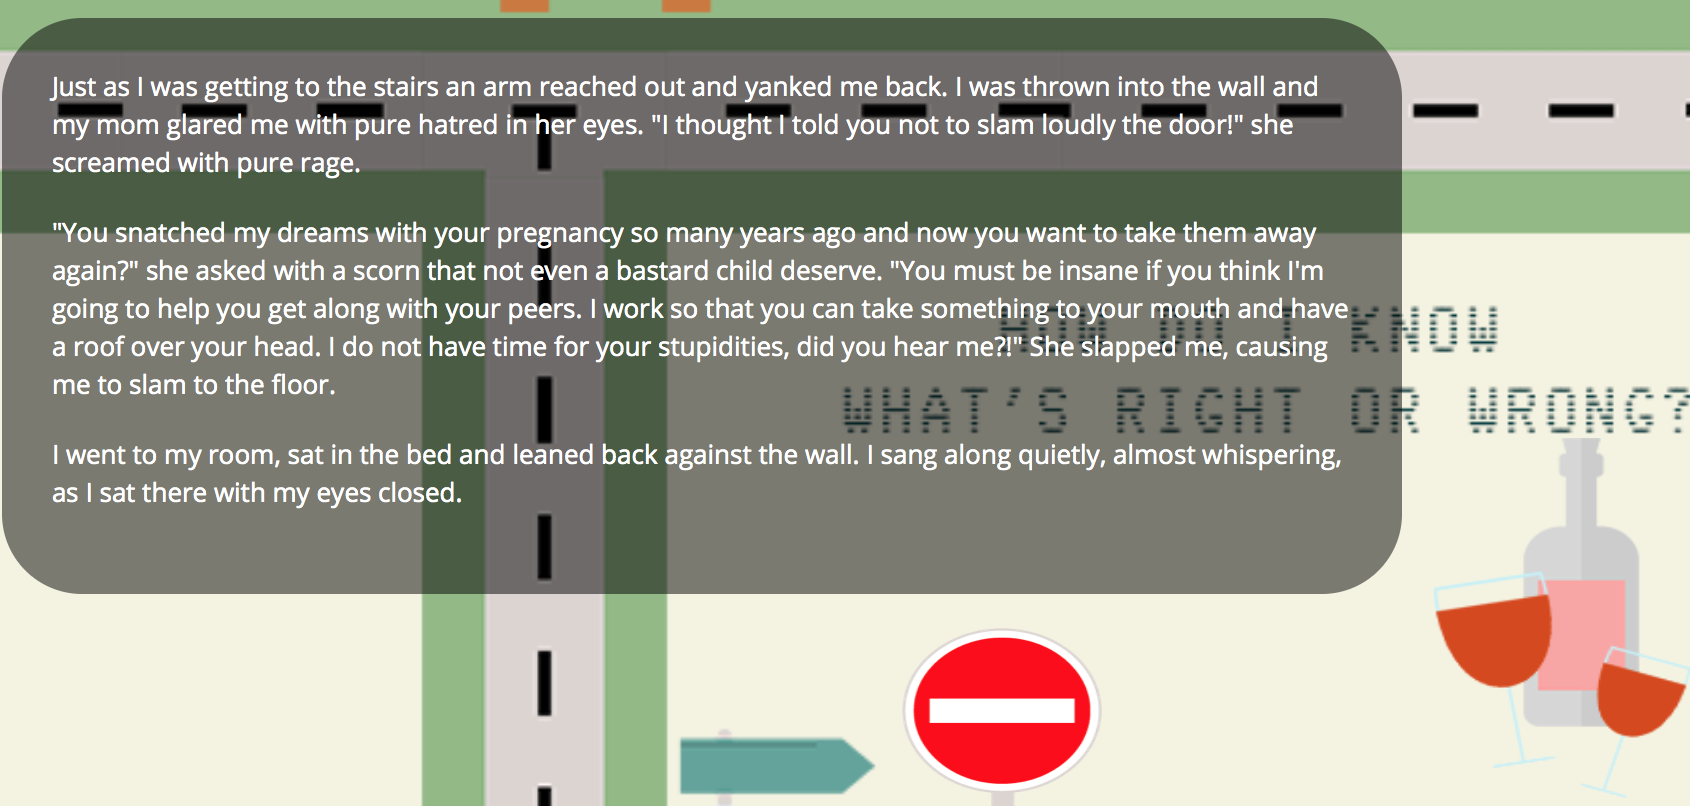 Just as I was getting to the stairs an arm reached out and yanked me back. I was thrown into the wall and
my mom glared me with pure hatred in her eyes. "I thought I told you not to slam loudly the door!" she
screamed with pure rage.
"You snatched my dreams with your pregnancy so many years ago and now you want to take them away
again?" she asked with a scorn that not even a bastard child deserve. "You must be insane if you think I'm
going to help you get along with your peers. I work so that you can take something to your mouth and have
a roof over your head. I do not have time for your stupidities, did you hear me?!" She slapped me, causing
me to slam to the floor.
I went to my room, sat in the bed and leaned back against the wall. I sang along quietly, almost whispering,
as I sat there with my eyes closed.
HOW DO I KNOW
WHAT'S RIGHT OR WRONG?